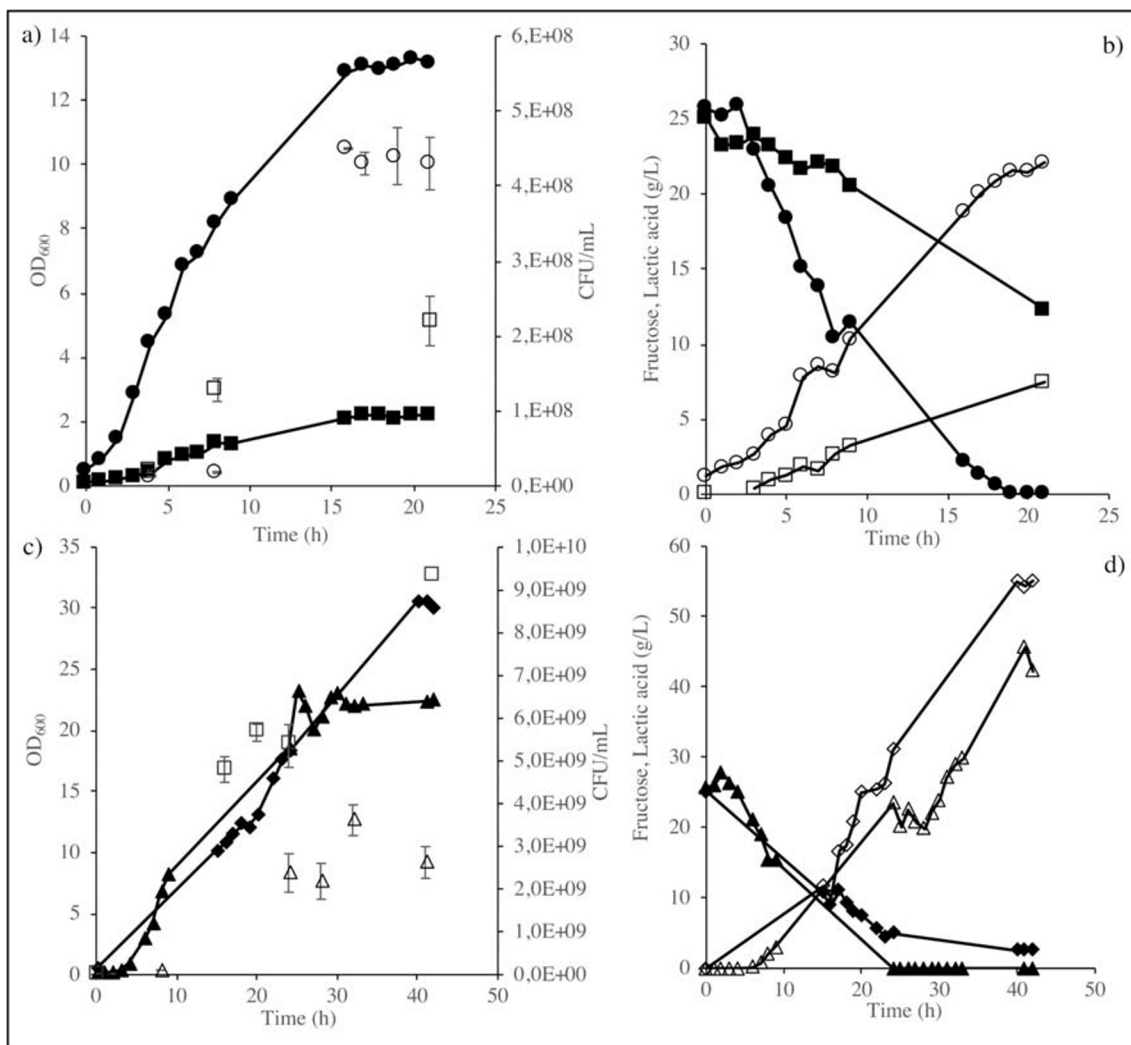 a)
14
12
10
8
6
4
2
0
OD600
0 5 10 15 20 25
Time (h)
6,E+08
5,E+08
4,E+08
3,E+08
2,E+08
1,E+08
0,E+00
CFU/mL
b)
30
25
20
15
10
5
0
Fructose, Lactic acid (g/L)
0 5 10 15 20 25
Time (h)
c)
35
30
25
20
15
10
5
0
OD600
0 10 20 30 40 50
Time (h)
1,0E+10
9,0E+09
8,0E+09
7,0E+09
6,0E+09
5,0E+09
4,0E+09
3,0E+09
2,0E+09
1,0E+09
0,0E+00
CFU/mL
d)
60
50
40
30
20
10
0
Fructose, Lactic acid (g/L)
0 10 20 30 40 50
Time (h)